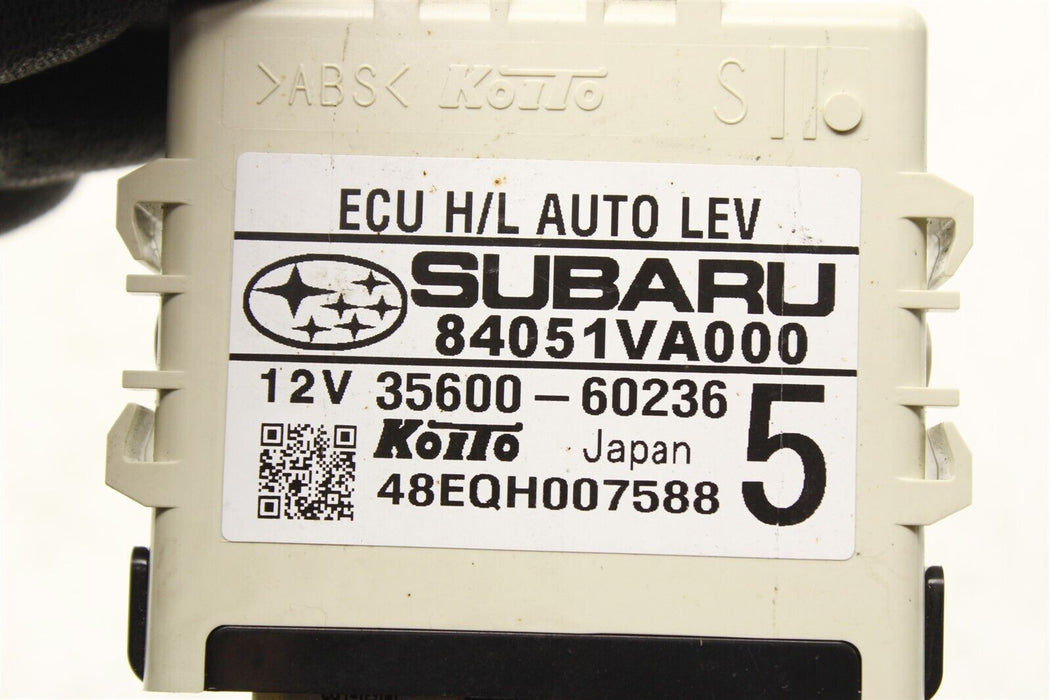 >ABS< KOITO S
ECU H/L AUTO LEV
SUBARU
84051VA000
12V 35600-60236 5
KOITO Japan
48EQH007588